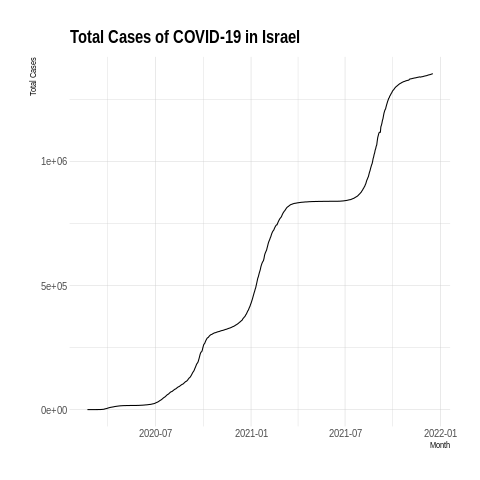 Total Cases of COVID-19 in Israel
Total Cases
1e+06
5e+05
0e+00
2020-07 2021-01 2021-07 2022-01
Month